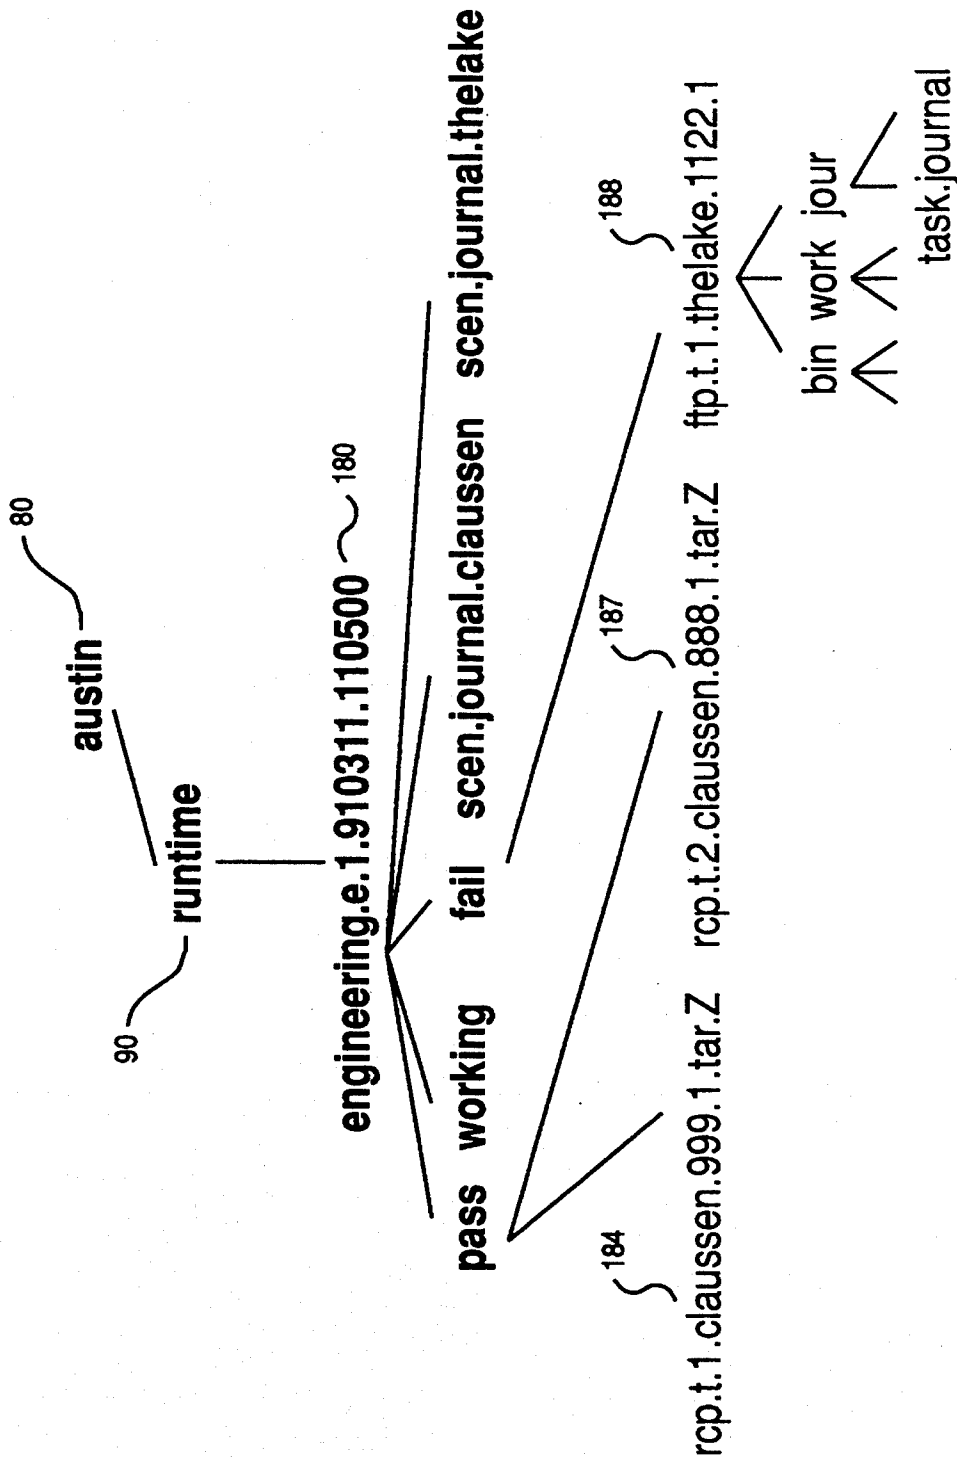 austin 80
90 runtime
engineering.e.1.910311.110500 180
pass working fail scen.journal.claussen scen.journal.thelake
184 187 188
rcp.t.1.claussen.999.1.tar.Z rcp.t.2.claussen.888.1.tar.Z ftp.t.1.thelake.1122.1
bin work jour
task.journal